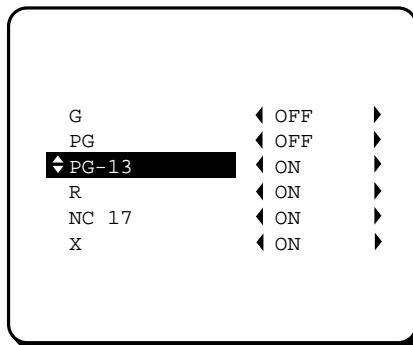 G OFF
PG OFF
PG-13 ON
R ON
NC 17 ON
X ON